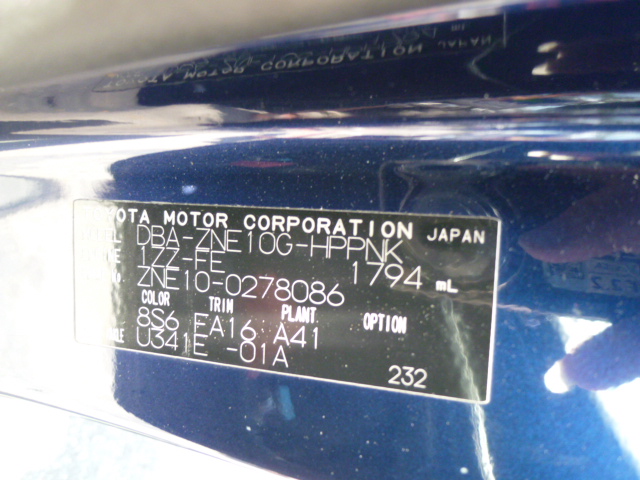 TOYOTA MOTOR CORPORATION JAPAN
MODEL DBA-ZNE10G-HPPNK
1ZZ-FE 1794 mL
ZNE10-0278086
COLOR TRIM PLANT OPTION
8S6 FA16 A41
U341E -01A
232